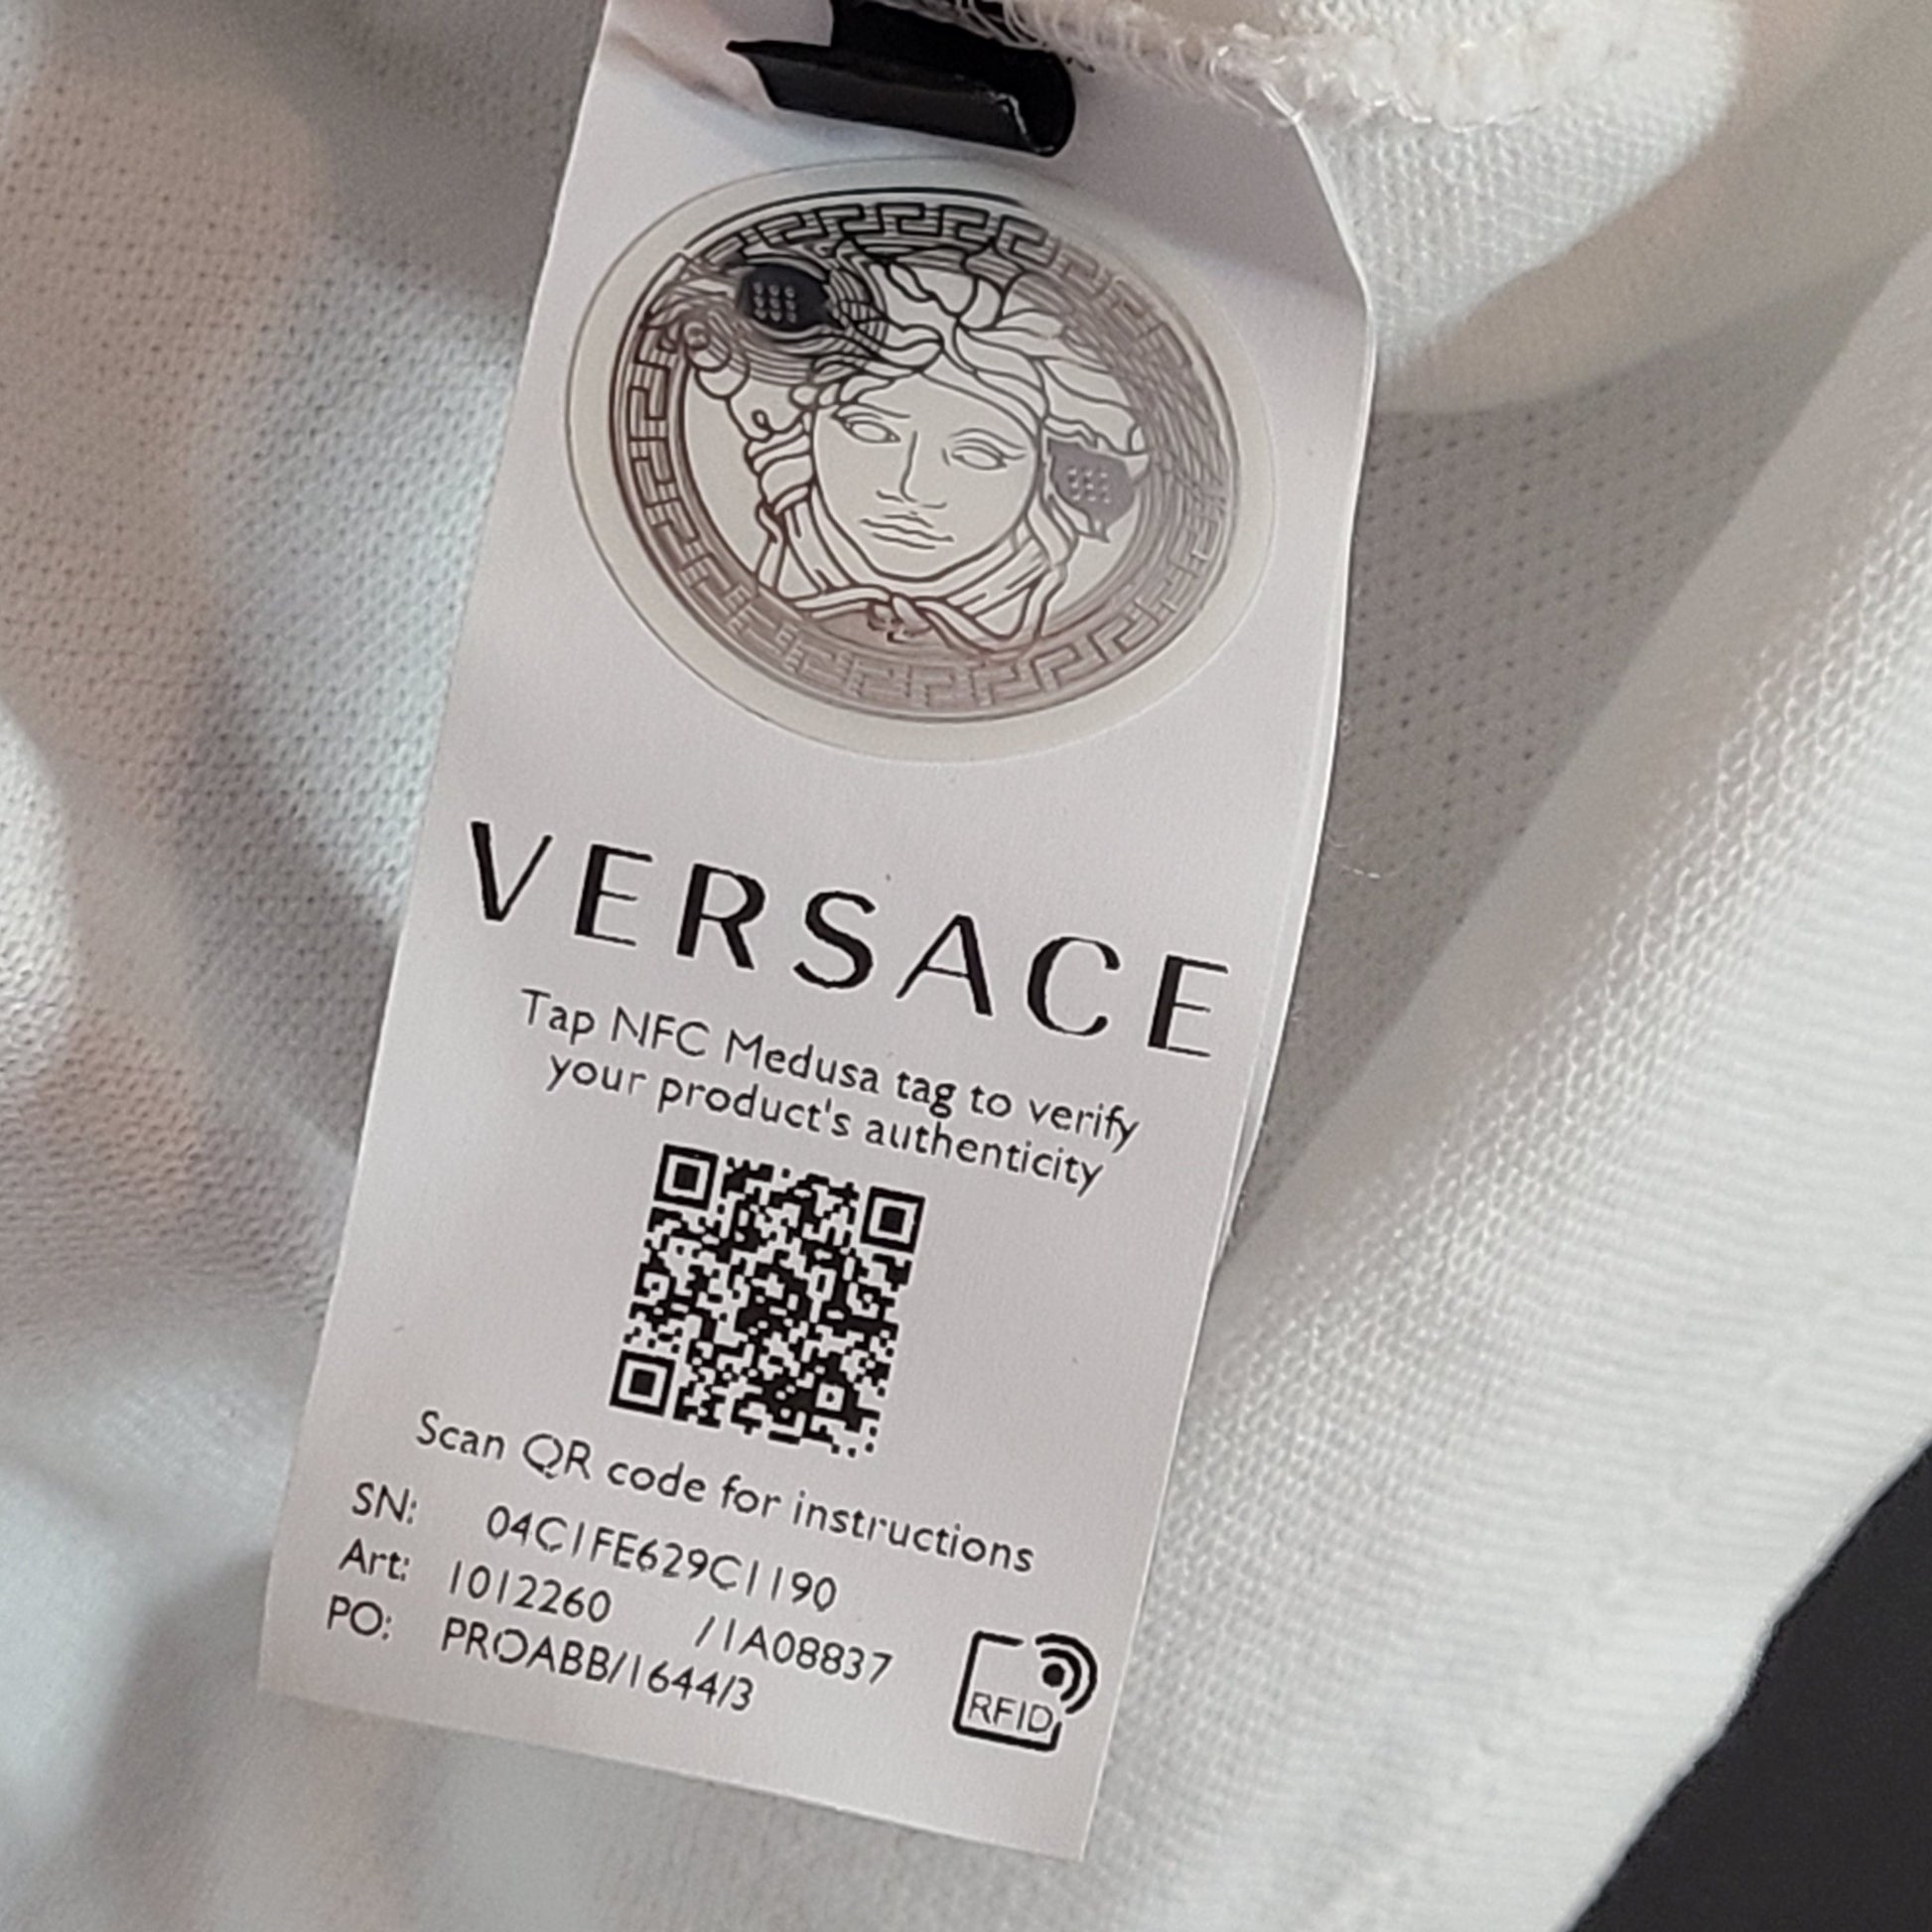 VERSACE
Tap NFC Medusa tag to verify
your product's authenticity
Scan QR code for instructions
SN: 04C1FE629C1190
Art: 1012260 /1A08837
PO: PROABB/1644/3
RFID